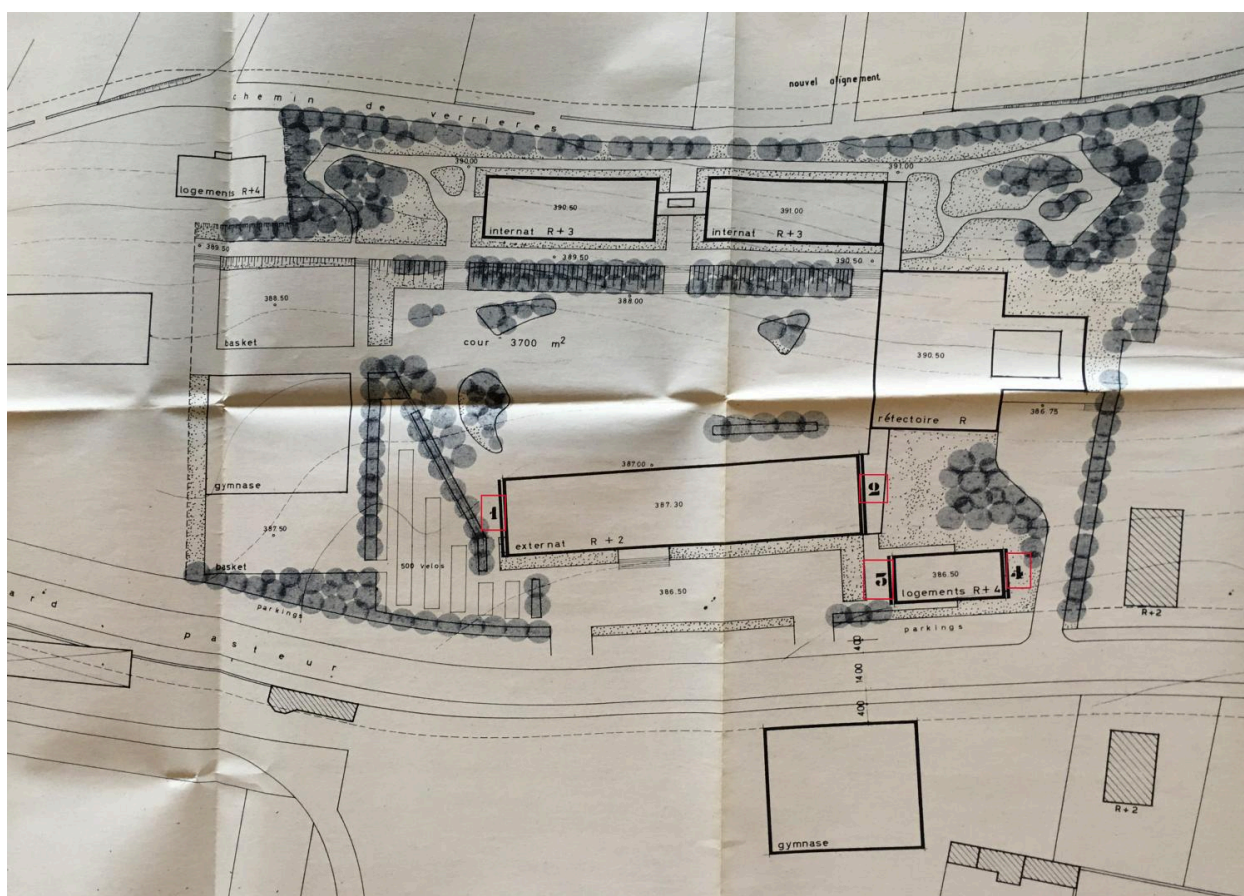 nouvel alignement
chemin de verrieres
390.00
391.00
logements R+4
390.50
391.00
internat R+3
internat R+3
389.50
389.50
390.50
388.50
388.00
basket
cour 3700 m²
390.50
386.75
réfectoire R
387.00
gymnase
1
387.30
2
387.50
externat R+2
basket
500 velos
386.50
3
386.50
4
logements R+4
parkings
parkings
R+2
ard pasteur
400
1400
400
R+2
gymnase